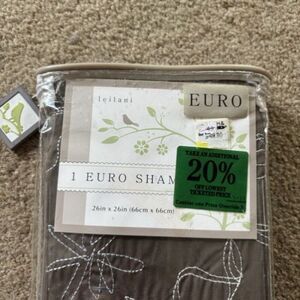 leilani
EURO
1 EURO SHAM
26in x 26in (66cm x 66cm)
TAKE AN ADDITIONAL
20%
OFF LOWEST
TICKETED PRICE